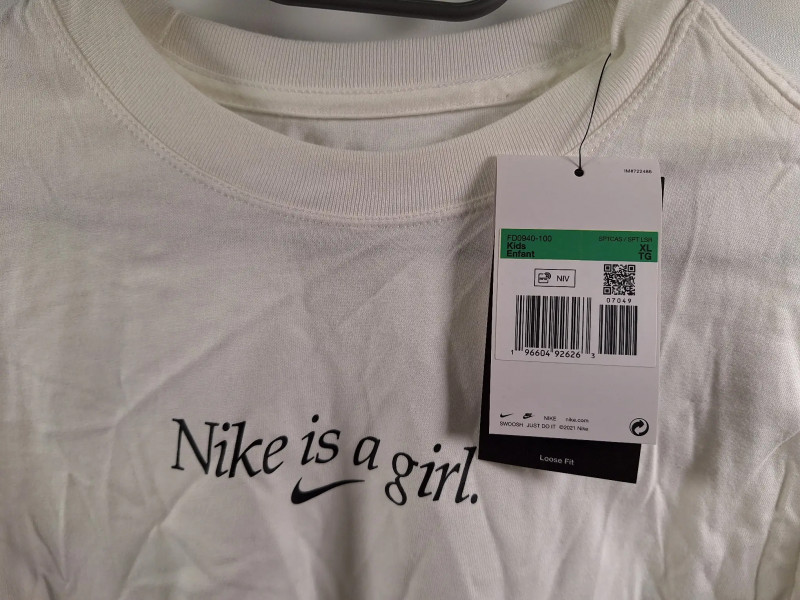 1M8722486
FD0940-100
Kids
Enfant
XL
TG
NIV
07049
1 96604 92626 3
NIKE nike.com
SWOOSH JUST DO IT ©2021 Nike
Loose Fit
Nike is a girl.